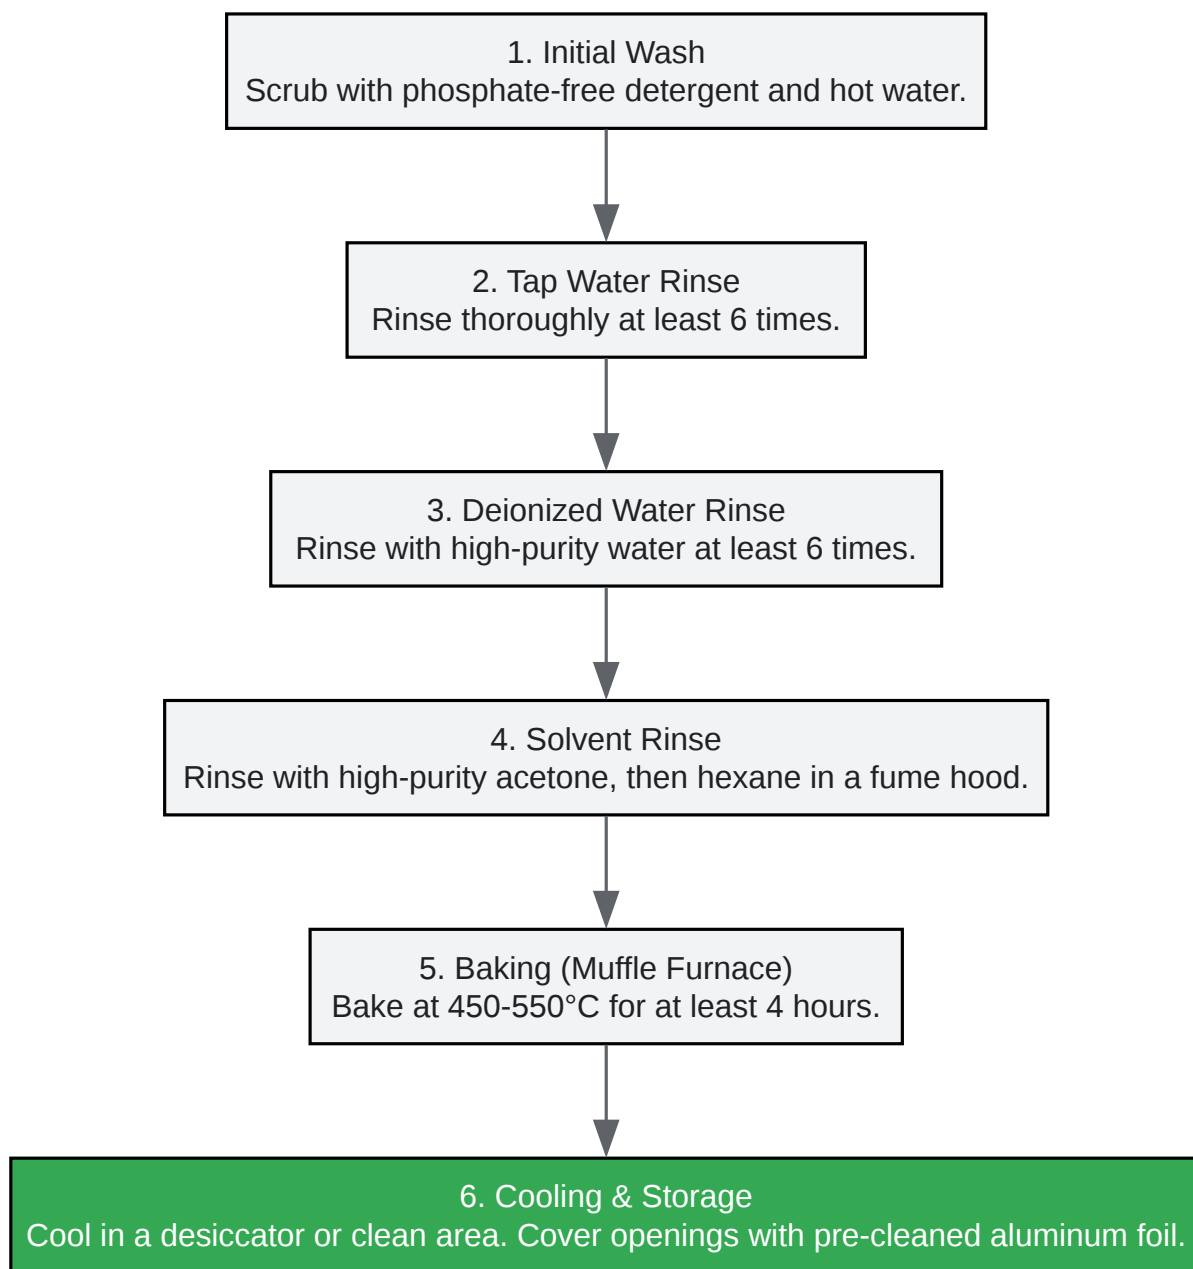 1. Initial Wash
Scrub with phosphate-free detergent and hot water.
2. Tap Water Rinse
Rinse thoroughly at least 6 times.
3. Deionized Water Rinse
Rinse with high-purity water at least 6 times.
4. Solvent Rinse
Rinse with high-purity acetone, then hexane in a fume hood.
5. Baking (Muffle Furnace)
Bake at 450-550°C for at least 4 hours.
6. Cooling & Storage
Cool in a desiccator or clean area. Cover openings with pre-cleaned aluminum foil.